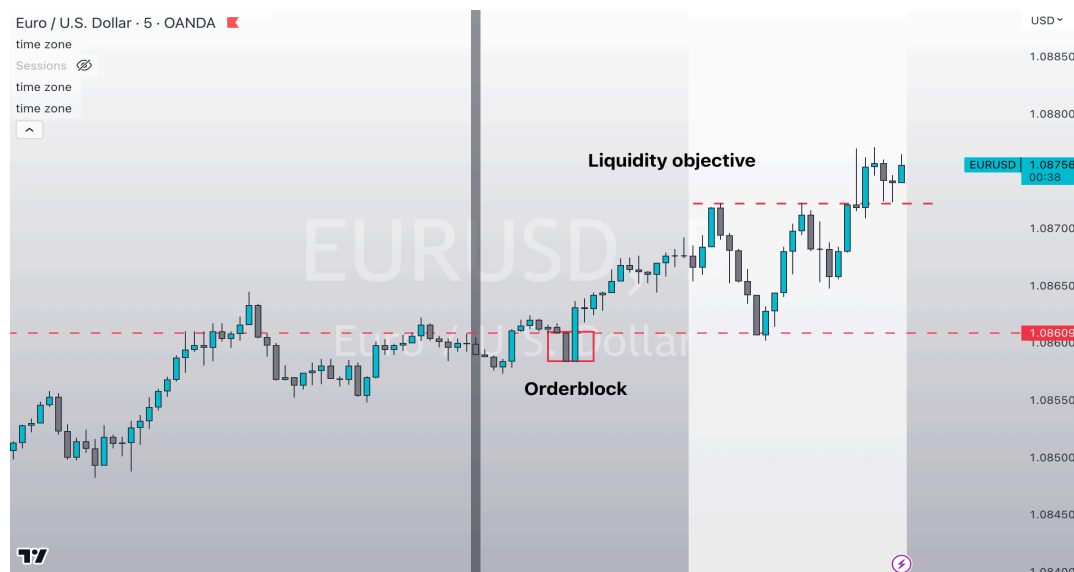 Euro / U.S. Dollar · 5 · OANDA
USD
time zone
Sessions
time zone
time zone
1.08850
1.08800
Liquidity objective
EURUSD 1.08756
00:38
1.08700
EURUSD,
1.08650
1.08609
1.08600
Euro / U.S. Dollar
Orderblock
1.08550
1.08500
1.08450
1.08400